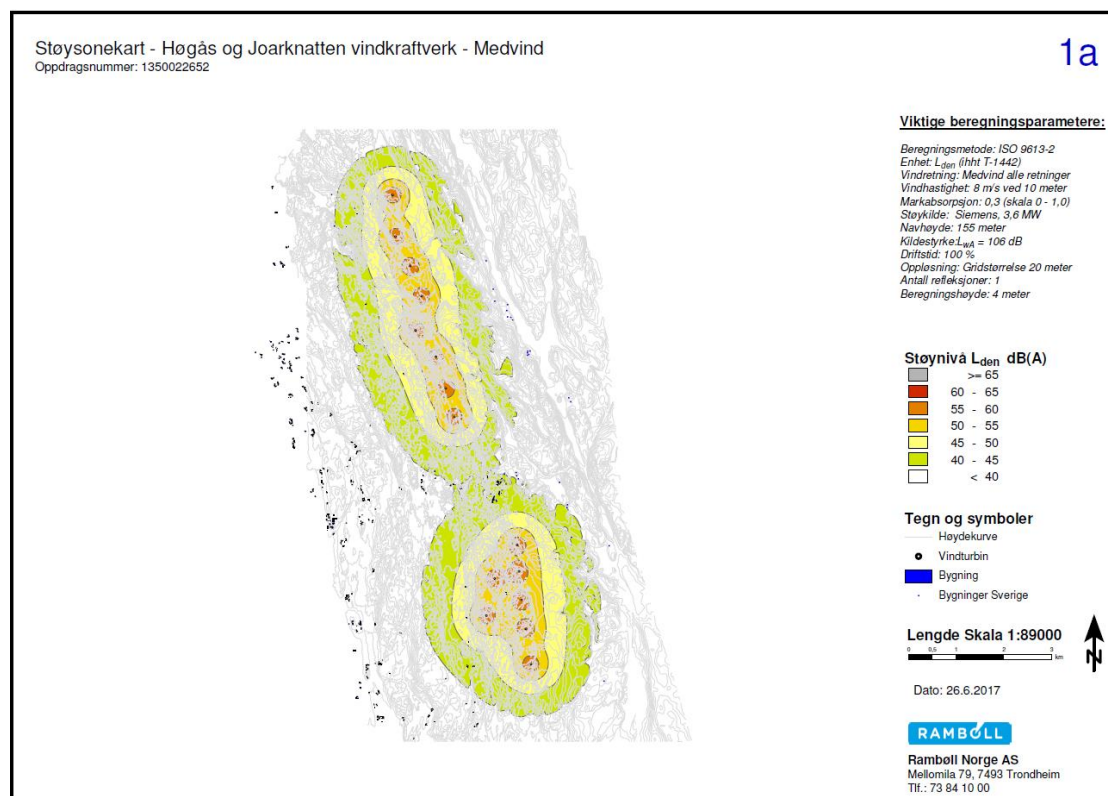 Støysonekart - Høgås og Joarknatten vindkraftverk - Medvind
Oppdragsnummer: 1350022652
1a
Viktige beregningsparametere:
Beregningsmetode: ISO 9613-2
Enhet: Lden (ihht T-1442)
Vindretning: Medvind alle retninger
Vindhastighet: 8 m/s ved 10 meter
Markabsorpsjon: 0,3 (skala 0 - 1,0)
Støykilde: Siemens, 3,6 MW
Navhøyde: 155 meter
Kildestyrke:LwA = 106 dB
Driftstid: 100 %
Oppløsning: Gridstørrelse 20 meter
Antall refleksjoner: 1
Beregningshøyde: 4 meter
Støynivå Lden dB(A)
>= 65
60 - 65
55 - 60
50 - 55
45 - 50
40 - 45
< 40
Tegn og symboler
Høydekurve
Vindturbin
Bygning
Bygninger Sverige
Lengde Skala 1:89000
0 0,5 1 2 3
km
N
Dato: 26.6.2017
RAMBOLL
Rambøll Norge AS
Mellomila 79, 7493 Trondheim
Tlf.: 73 84 10 00